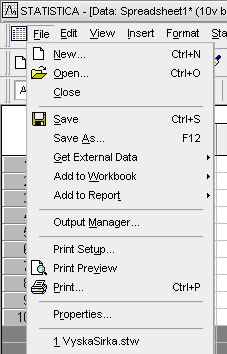 STATISTICA - [Data: Spreadsheet1* (10v b
File Edit View Insert Format Sta
New... Ctrl+N
Open... Ctrl+O
Close
Save Ctrl+S
Save As... F12
Get External Data
Add to Workbook
Add to Report
Output Manager...
Print Setup...
Print Preview
Print... Ctrl+P
Properties...
1 VyskaSirka.stw